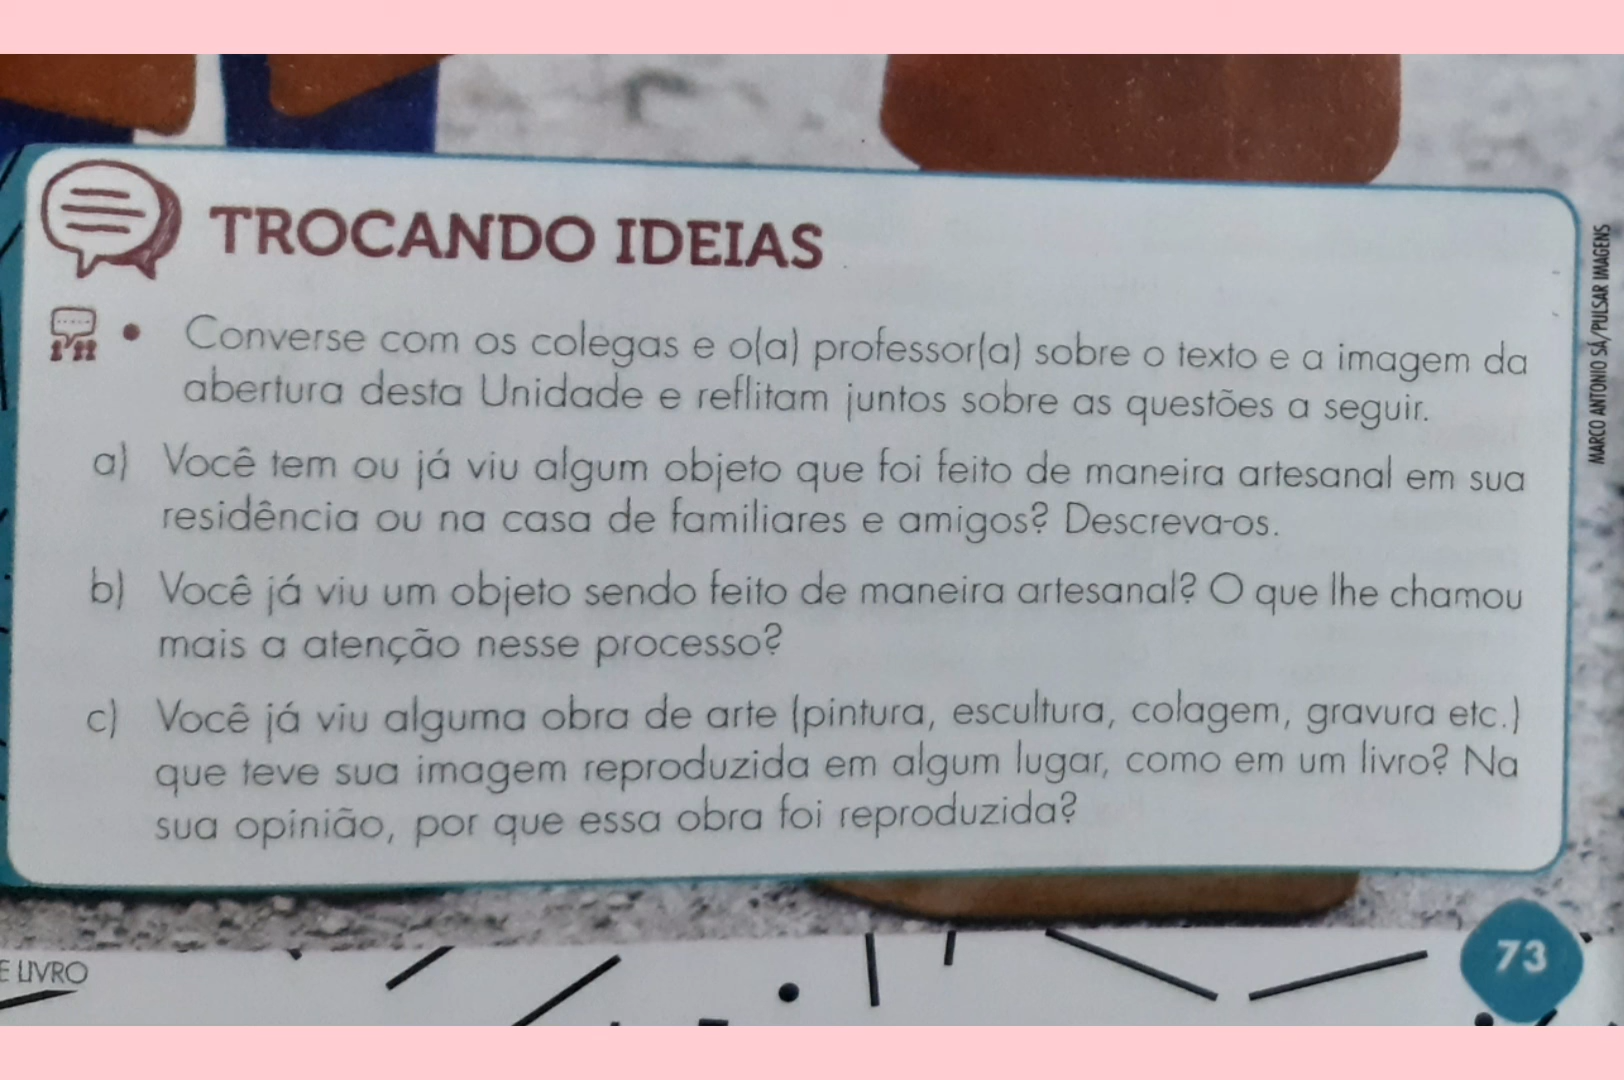 TROCANDO IDEIAS
• Converse com os colegas e o(a) professor(a) sobre o texto e a imagem da
abertura desta Unidade e reflitam juntos sobre as questões a seguir.
a) Você tem ou já viu algum objeto que foi feito de maneira artesanal em sua
residência ou na casa de familiares e amigos? Descreva-os.
b) Você já viu um objeto sendo feito de maneira artesanal? O que lhe chamou
mais a atenção nesse processo?
c) Você já viu alguma obra de arte (pintura, escultura, colagem, gravura etc.)
que teve sua imagem reproduzida em algum lugar, como em um livro? Na
sua opinião, por que essa obra foi reproduzida?
MARCO ANTONIO SÁ/PULSAR IMAGENS
E LIVRO
73